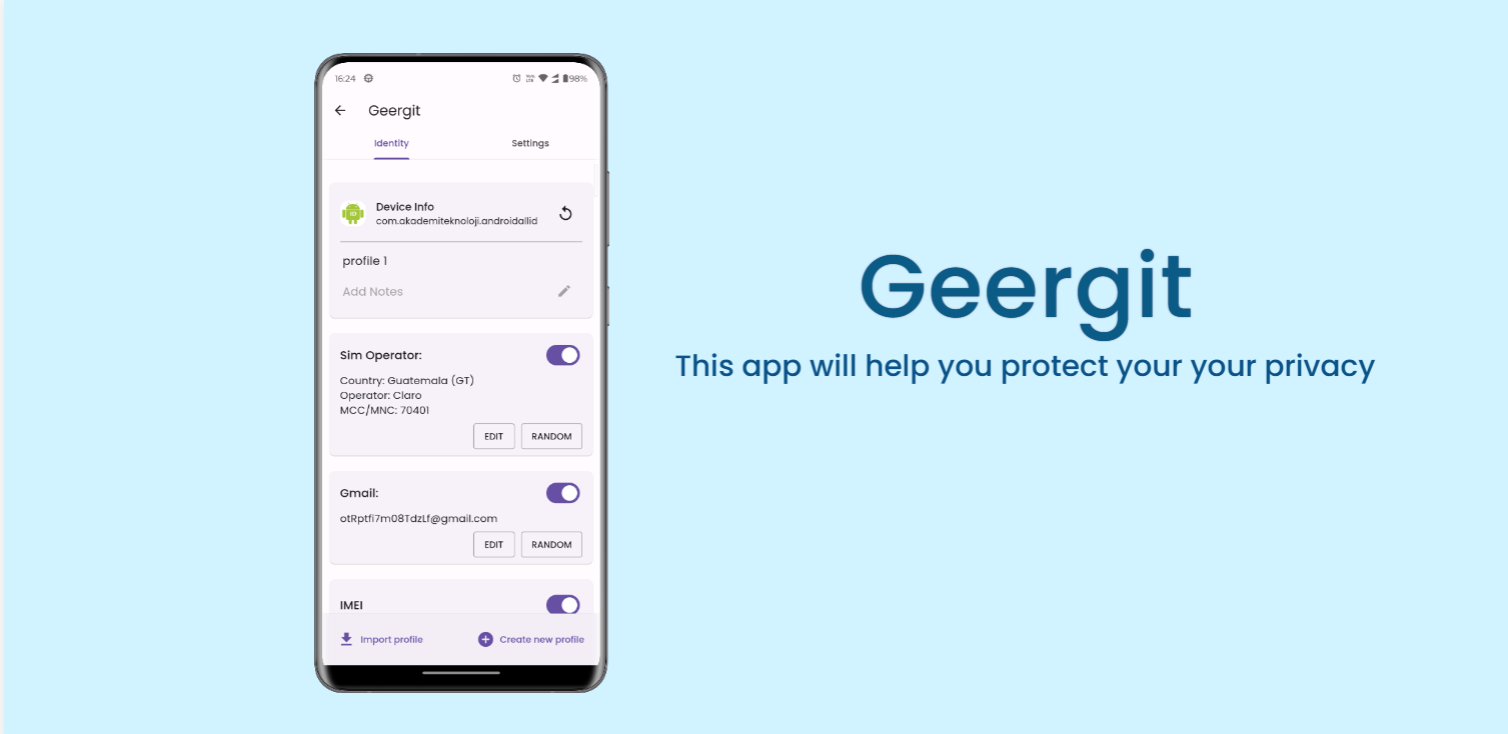 16:24
98%
Geergit
Identity
Settings
Device Info
com.akademiteknoloji.androidallid
profile 1
Add Notes
Sim Operator:
Country: Guatemala (GT)
Operator: Claro
MCC/MNC: 70401
EDIT
RANDOM
Gmail:
otRptfi7m08TdzLf@gmail.com
EDIT
RANDOM
IMEI
Import profile
Create new profile
Geergit
This app will help you protect your your privacy